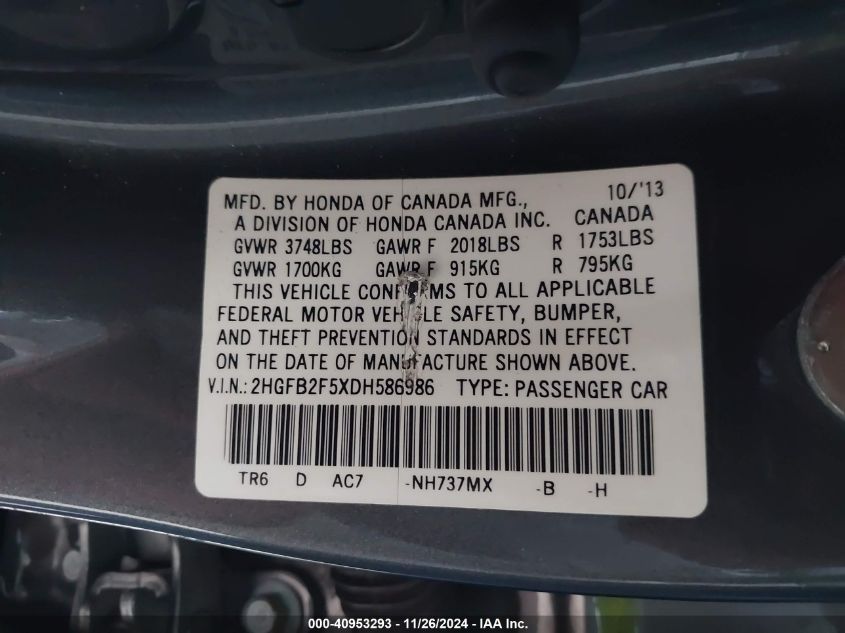 MFD. BY HONDA OF CANADA MFG., 10/'13
A DIVISION OF HONDA CANADA INC. CANADA
GVWR 3748LBS GAWR F 2018LBS R 1753LBS
GVWR 1700KG GAWR F 915KG R 795KG
THIS VEHICLE CONFORMS TO ALL APPLICABLE
FEDERAL MOTOR VEHICLE SAFETY, BUMPER,
AND THEFT PREVENTION STANDARDS IN EFFECT
ON THE DATE OF MANUFACTURE SHOWN ABOVE.
V.I.N.: 2HGFB2F5XDH586986 TYPE: PASSENGER CAR
TR6 D AC7 -NH737MX -B -H
000-40953293 - 11/26/2024 - IAA Inc.